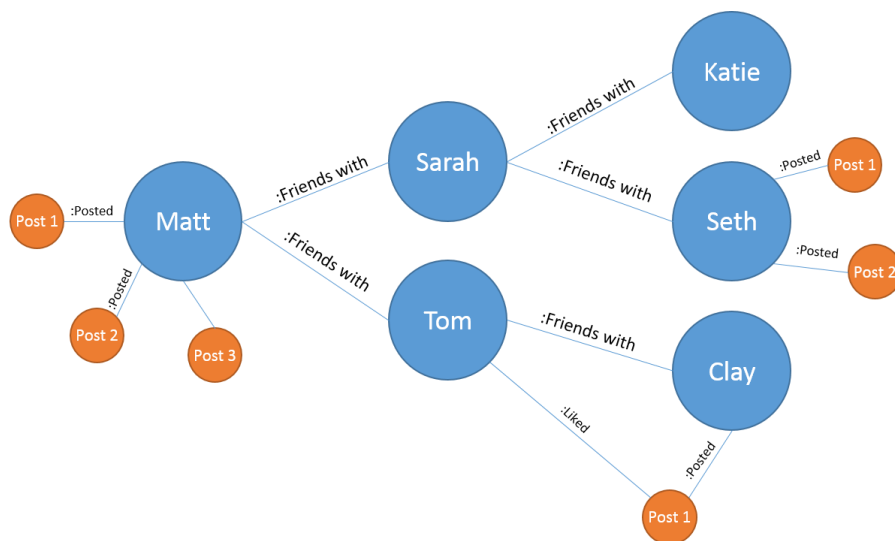 Katie
:Friends with
Sarah
:Posted
Post 1
:Friends with
:Friends with
Post 1
:Posted
Matt
Seth
:Posted
:Friends with
Post 2
:Posted
Tom
:Friends with
Post 2
Post 3
Clay
:Liked
:Posted
Post 1